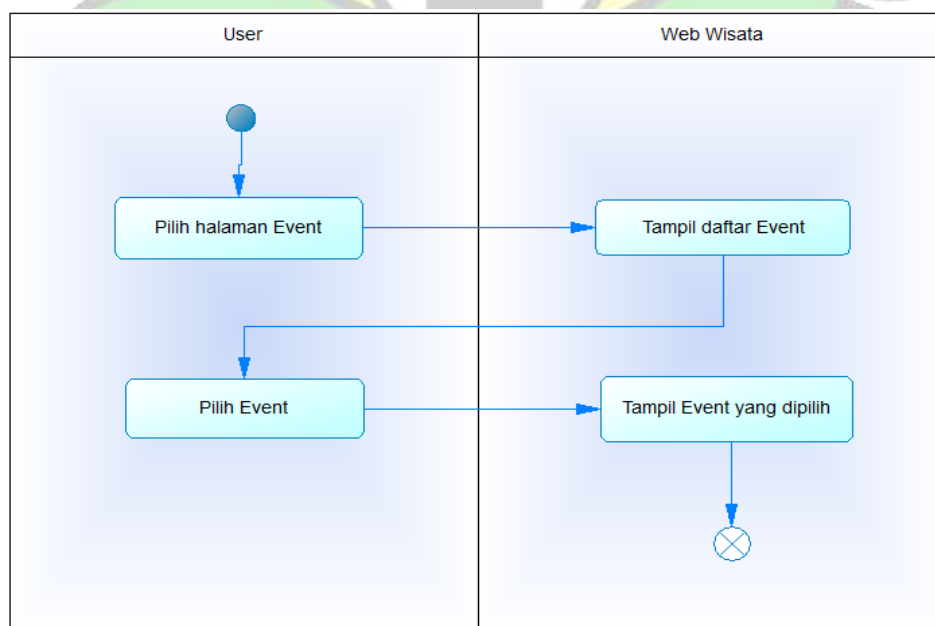 User
Web Wisata
Pilih halaman Event
Tampil daftar Event
Pilih Event
Tampil Event yang dipilih